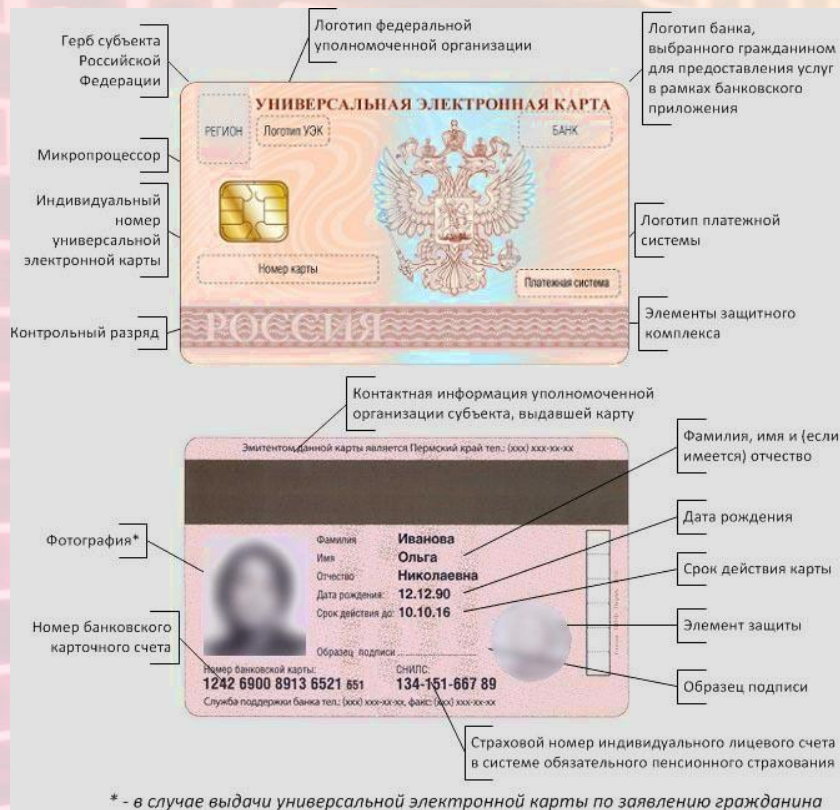 Герб субъекта
Российской
Федерации
Логотип федеральной
уполномоченной организации
Логотип банка,
выбранного гражданином
для предоставления услуг
в рамках банковского
приложения
УНИВЕРСАЛЬНАЯ ЭЛЕКТРОННАЯ КАРТА
РЕГИОН
Логотип УЭК
БАНК
Микропроцессор
Индивидуальный
номер
универсальной
электронной карты
Логотип платежной
системы
Номер карты
Платежная система
Контрольный разряд
РОССИЯ
Элементы защитного
комплекса
Контактная информация уполномоченной
организации субъекта, выдавшей карту
Эмитентом данной карты является Пермский край тел.: (xxx) xxx-xx-xx
Фамилия, имя и (если
имеется) отчество
Фотография*
Фамилия Иванова
Имя Ольга
Отчество Николаевна
Дата рождения: 12.12.90
Срок действия до: 10.10.16
Дата рождения
Срок действия карты
Элемент защиты
Номер банковского
карточного счета
Образец подписи
Образец подписи
Номер банковской карты: СНИЛС:
1242 6900 8913 6521 651 134-151-667 89
Служба поддержки банка тел.: (xxx) xxx-xx-xx, факс: (xxx) xxx-xx-xx
Страховой номер индивидуального лицевого счета
в системе обязательного пенсионного страхования
* - в случае выдачи универсальной электронной карты по заявлению гражданина